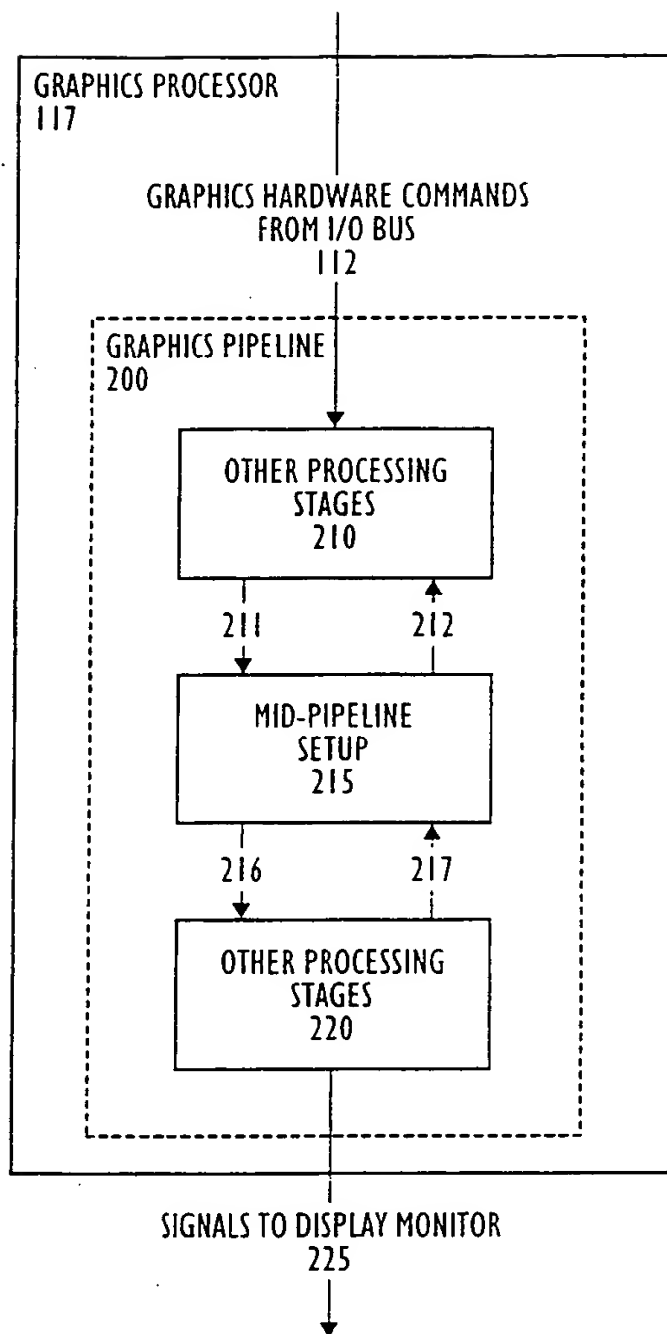 GRAPHICS PROCESSOR
117
GRAPHICS HARDWARE COMMANDS
FROM I/O BUS
112
GRAPHICS PIPELINE
200
OTHER PROCESSING
STAGES
210
211
212
MID-PIPELINE
SETUP
215
216
217
OTHER PROCESSING
STAGES
220
SIGNALS TO DISPLAY MONITOR
225